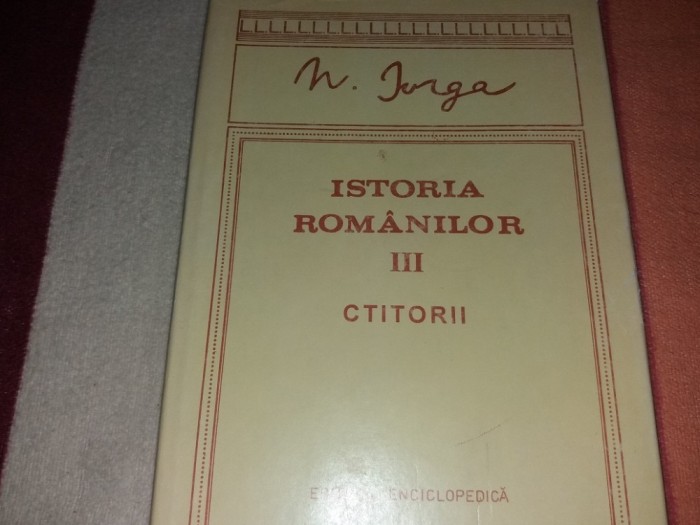 N. Iorga
ISTORIA
ROMÂNILOR
III
CTITORII
ENCICLOPEDICĂ